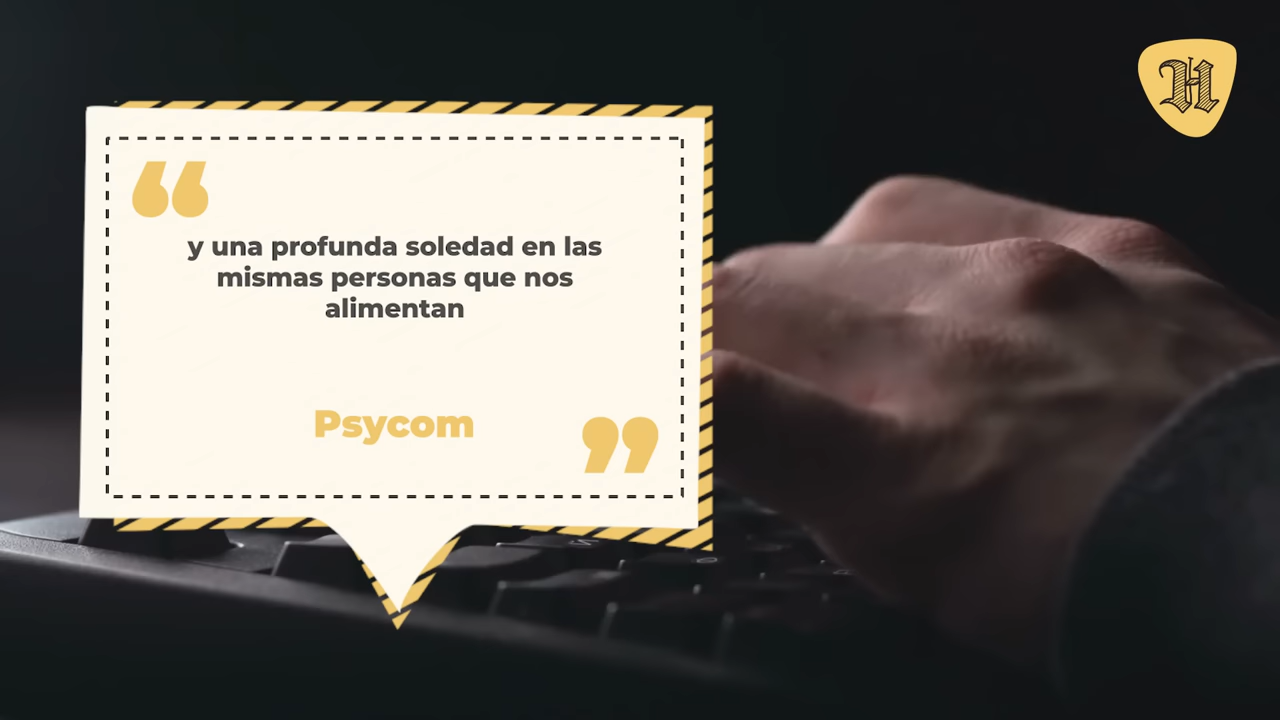 H
“
y una profunda soledad en las
mismas personas que nos
alimentan
Psycom
”